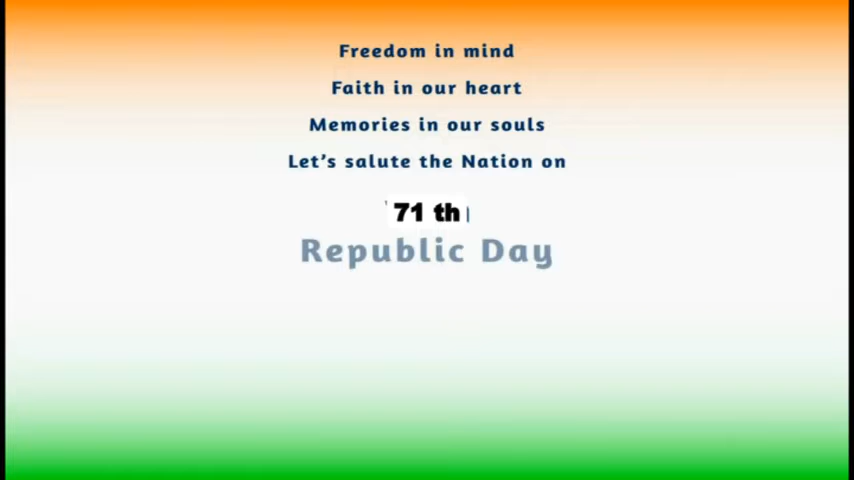 Freedom in mind
Faith in our heart
Memories in our souls
Let's salute the Nation on
71 th
Republic Day